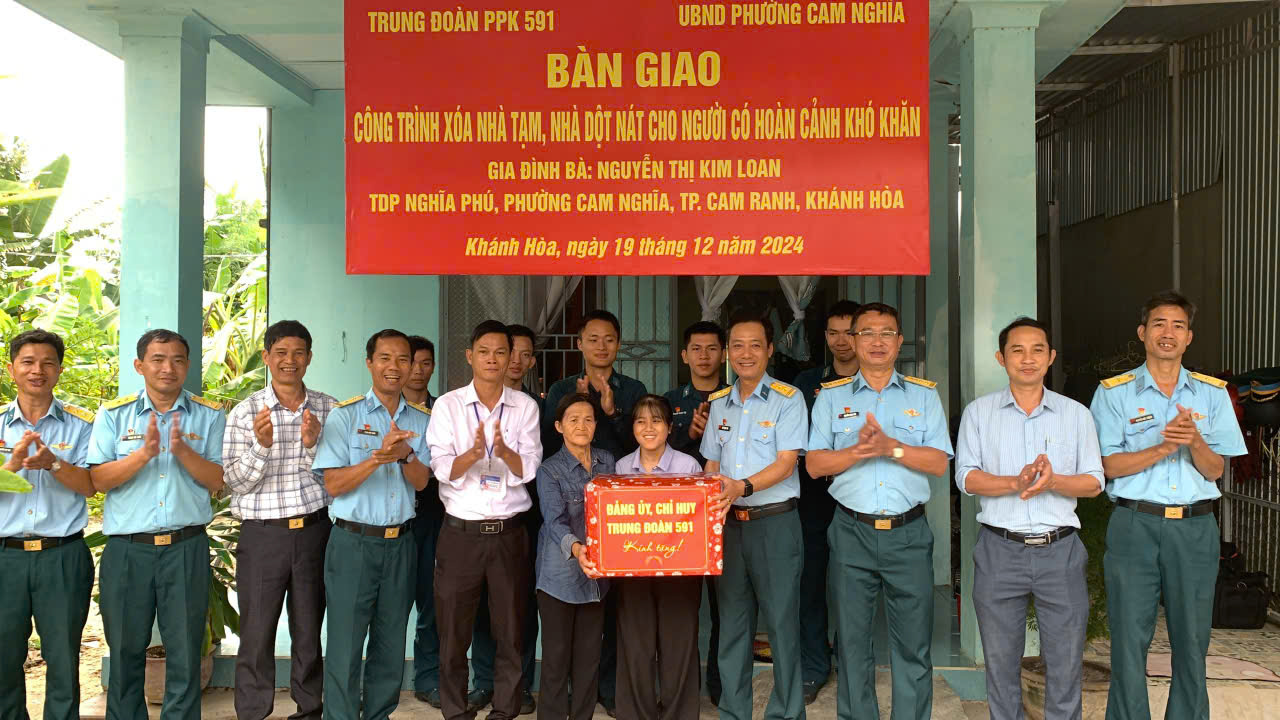 TRUNG ĐOÀN PPK 591
UBND PHƯỜNG CAM NGHĨA
BÀN GIAO
CÔNG TRÌNH XÓA NHÀ TẠM, NHÀ DỘT NÁT CHO NGƯỜI CÓ HOÀN CẢNH KHÓ KHĂN
GIA ĐÌNH BÀ: NGUYỄN THỊ KIM LOAN
TDP NGHĨA PHÚ, PHƯỜNG CAM NGHĨA, TP. CAM RANH, KHÁNH HÒA
Khánh Hòa, ngày 19 tháng 12 năm 2024
ĐẢNG ỦY, CHỈ HUY
TRUNG ĐOÀN 591
Kính tặng!